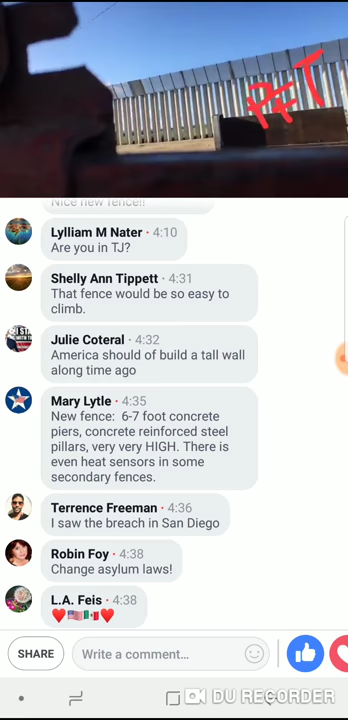 PET
Nice new fence!!
Lylliam M Nater • 4:10
Are you in TJ?
Shelly Ann Tippett • 4:31
That fence would be so easy to
climb.
Julie Coteral • 4:32
America should of build a tall wall
along time ago
Mary Lytle • 4:35
New fence: 6-7 foot concrete
piers, concrete reinforced steel
pillars, very very HIGH. There is
even heat sensors in some
secondary fences.
Terrence Freeman • 4:36
I saw the breach in San Diego
Robin Foy • 4:38
Change asylum laws!
L.A. Feis • 4:38
❤️🇺🇸🇲🇽❤️
SHARE
Write a comment...
DU RECORDER